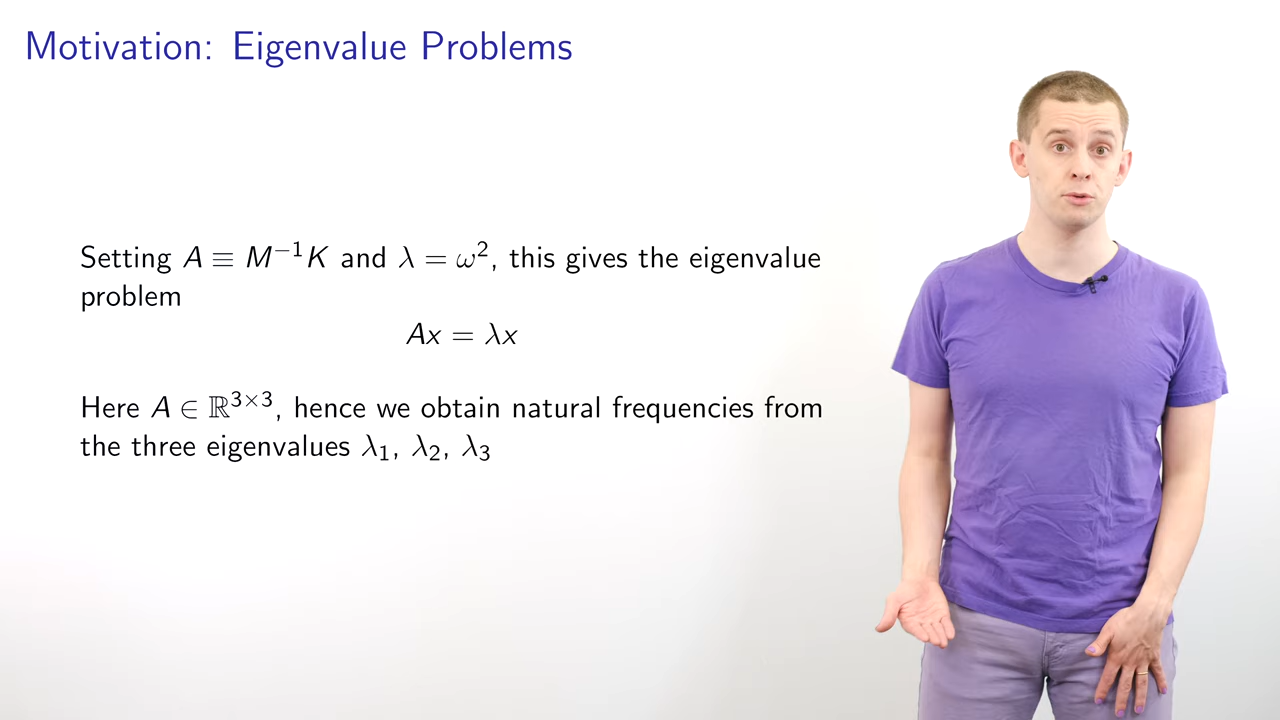 Motivation: Eigenvalue Problems
Setting A ≡ M⁻¹K and λ = ω², this gives the eigenvalue
problem
Ax = λx
Here A ∈ ℝ³ˣ³, hence we obtain natural frequencies from
the three eigenvalues λ₁, λ₂, λ₃